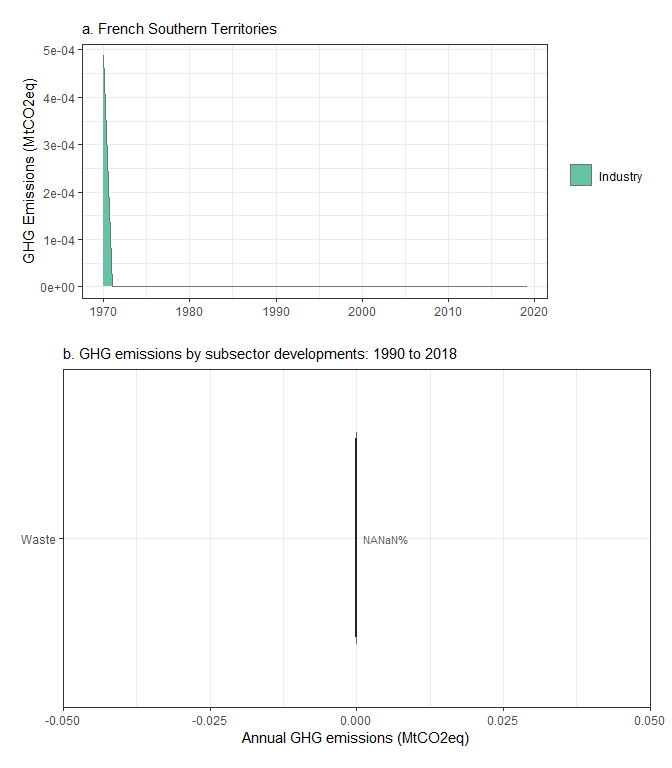 a. French Southern Territories
5e-04
4e-04
3e-04
2e-04
1e-04
0e+00
GHG Emissions (MtCO2eq)
1970 1980 1990 2000 2010 2020
Industry
b. GHG emissions by subsector developments: 1990 to 2018
Waste
NANaN%
-0.050 -0.025 0.000 0.025 0.050
Annual GHG emissions (MtCO2eq)